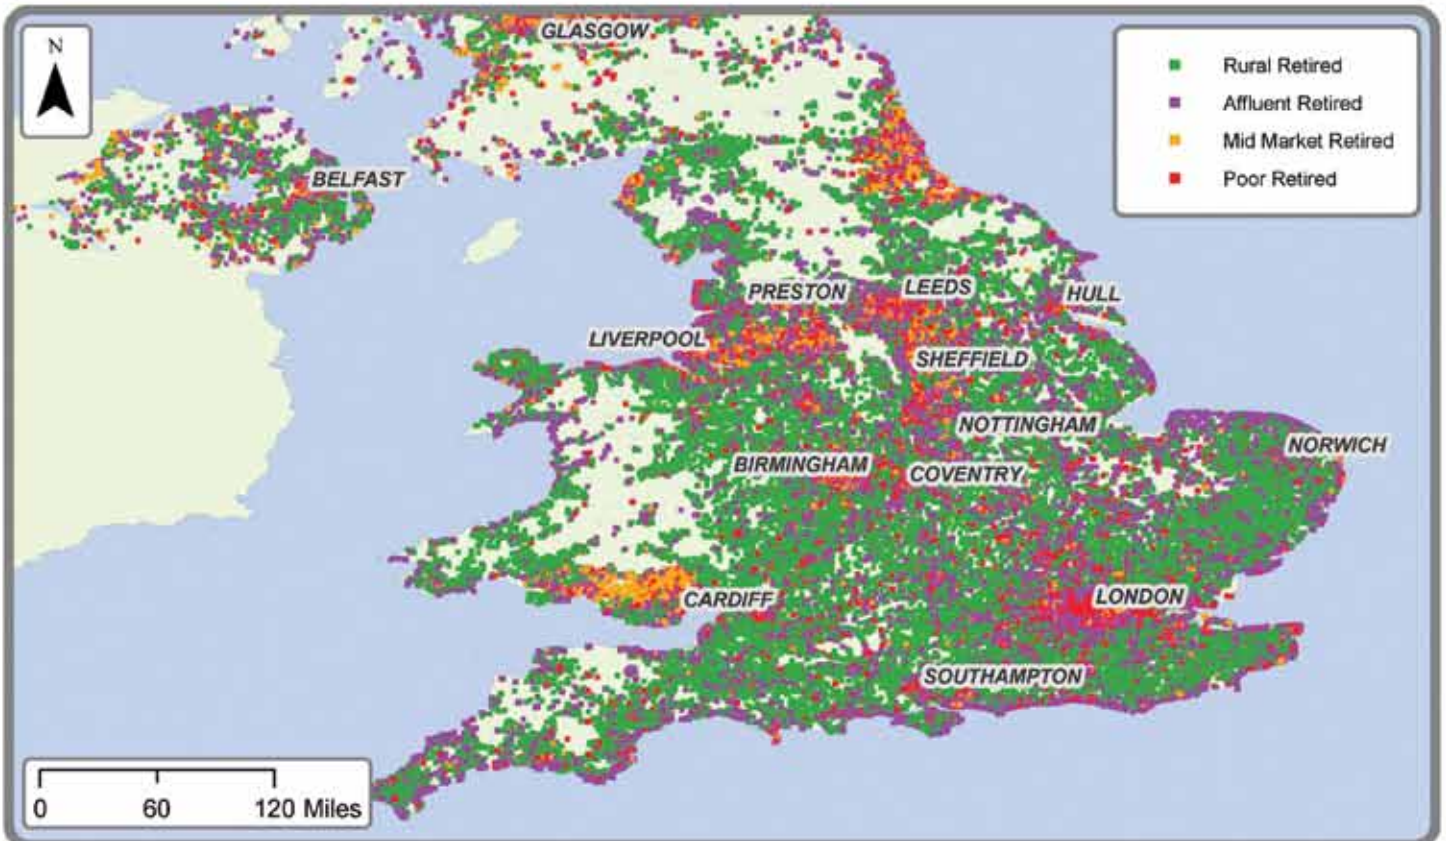 N
GLASGOW
Rural Retired
Affluent Retired
Mid Market Retired
Poor Retired
BELFAST
PRESTON
LEEDS
HULL
LIVERPOOL
SHEFFIELD
NOTTINGHAM
NORWICH
BIRMINGHAM
COVENTRY
CARDIFF
LONDON
SOUTHAMPTON
0 60 120 Miles